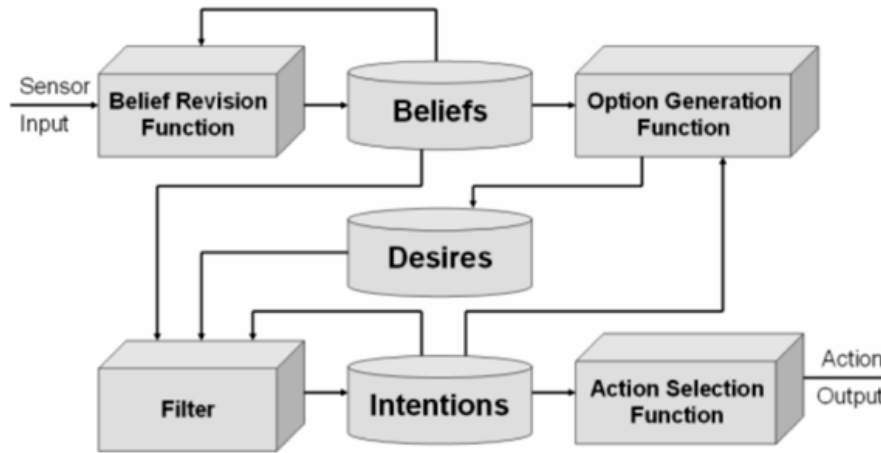 Sensor
Input
Belief Revision
Function
Beliefs
Option Generation
Function
Desires
Filter
Intentions
Action Selection
Function
Action
Output